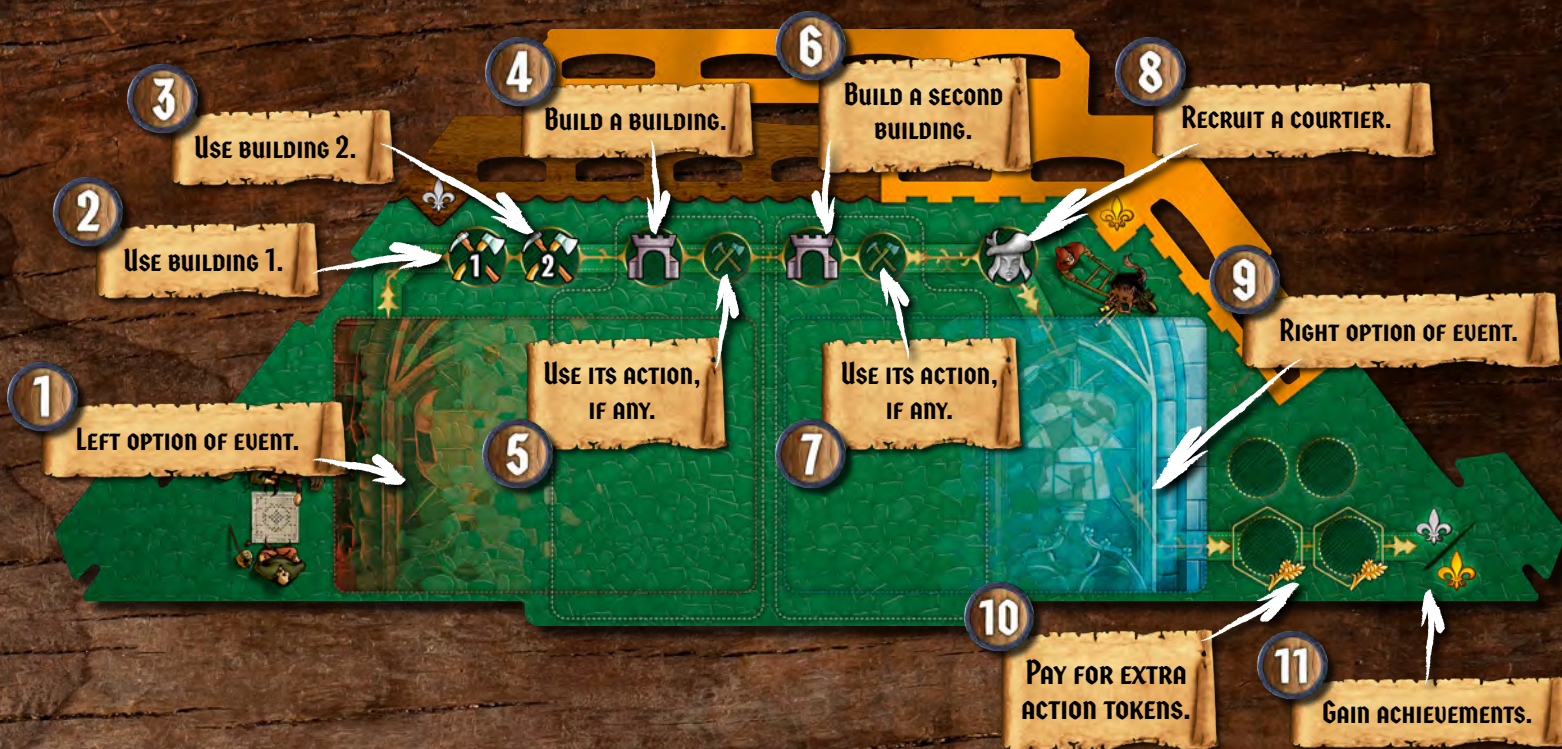 1
Left option of event.
2
Use building 1.
3
Use building 2.
4
Build a building.
5
Use its action,
if any.
6
Build a second
building.
7
Use its action,
if any.
8
Recruit a courtier.
9
Right option of event.
10
Pay for extra
action tokens.
11
Gain achievements.
1
2